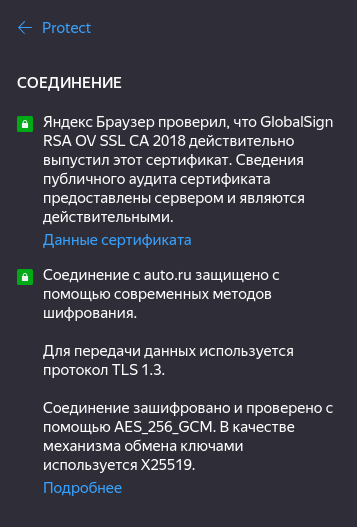 Protect
СОЕДИНЕНИЕ
Яндекс Браузер проверил, что GlobalSign
RSA OV SSL CA 2018 действительно
выпустил этот сертификат. Сведения
публичного аудита сертификата
предоставлены сервером и являются
действительными.
Данные сертификата
Соединение с auto.ru защищено с
помощью современных методов
шифрования.
Для передачи данных используется
протокол TLS 1.3.
Соединение зашифровано и проверено с
помощью AES_256_GCM. В качестве
механизма обмена ключами
используется X25519.
Подробнее